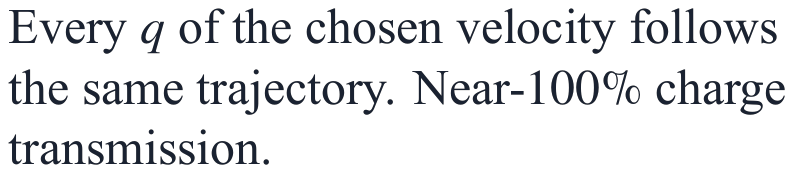 Every q of the chosen velocity follows
the same trajectory. Near-100% charge
transmission.